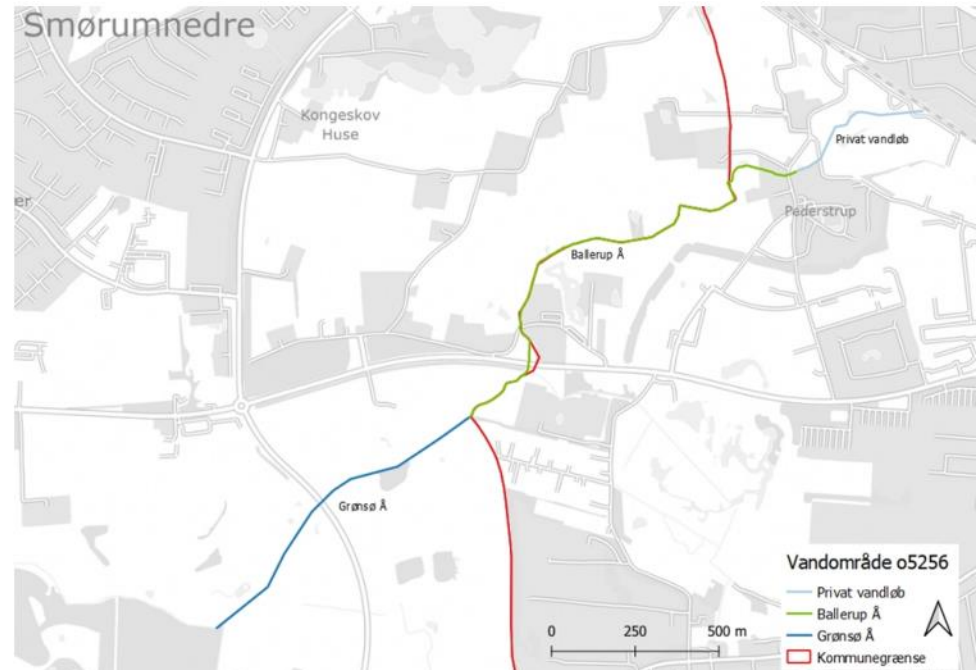 Smørumnedre
Kongeskov
Huse
Privat vandløb
Pederstrup
Ballerup Å
Grønsø Å
Vandområde o5256
Privat vandløb
Ballerup Å
Grønsø Å
Kommunegrænse
0 250 500 m